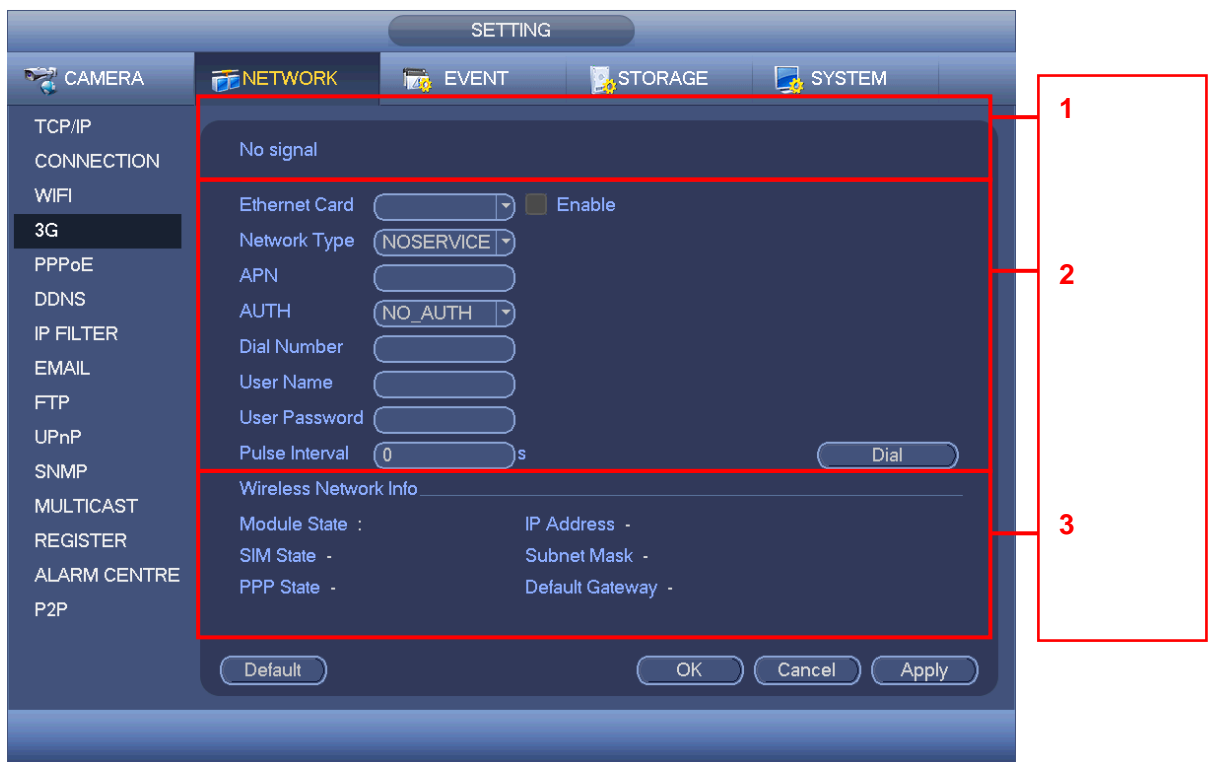 SETTING
CAMERA NETWORK EVENT STORAGE SYSTEM
TCP/IP
CONNECTION
WIFI
3G
PPPoE
DDNS
IP FILTER
EMAIL
FTP
UPnP
SNMP
MULTICAST
REGISTER
ALARM CENTRE
P2P
No signal
Ethernet Card Enable
Network Type NOSERVICE
APN
AUTH NO_AUTH
Dial Number
User Name
User Password
Pulse Interval 0 s Dial
Wireless Network Info
Module State : IP Address -
SIM State - Subnet Mask -
PPP State - Default Gateway -
Default OK Cancel Apply
1
2
3